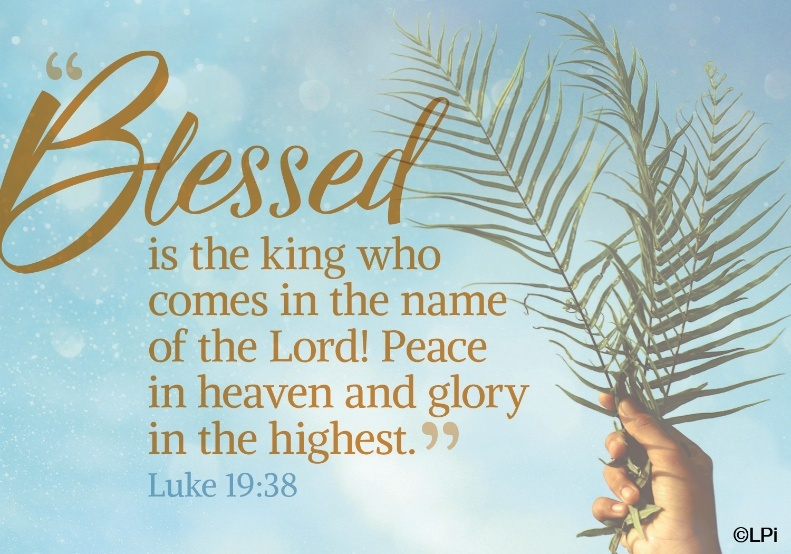 “Blessed
is the king who
comes in the name
of the Lord! Peace
in heaven and glory
in the highest.”
Luke 19:38
©LPi